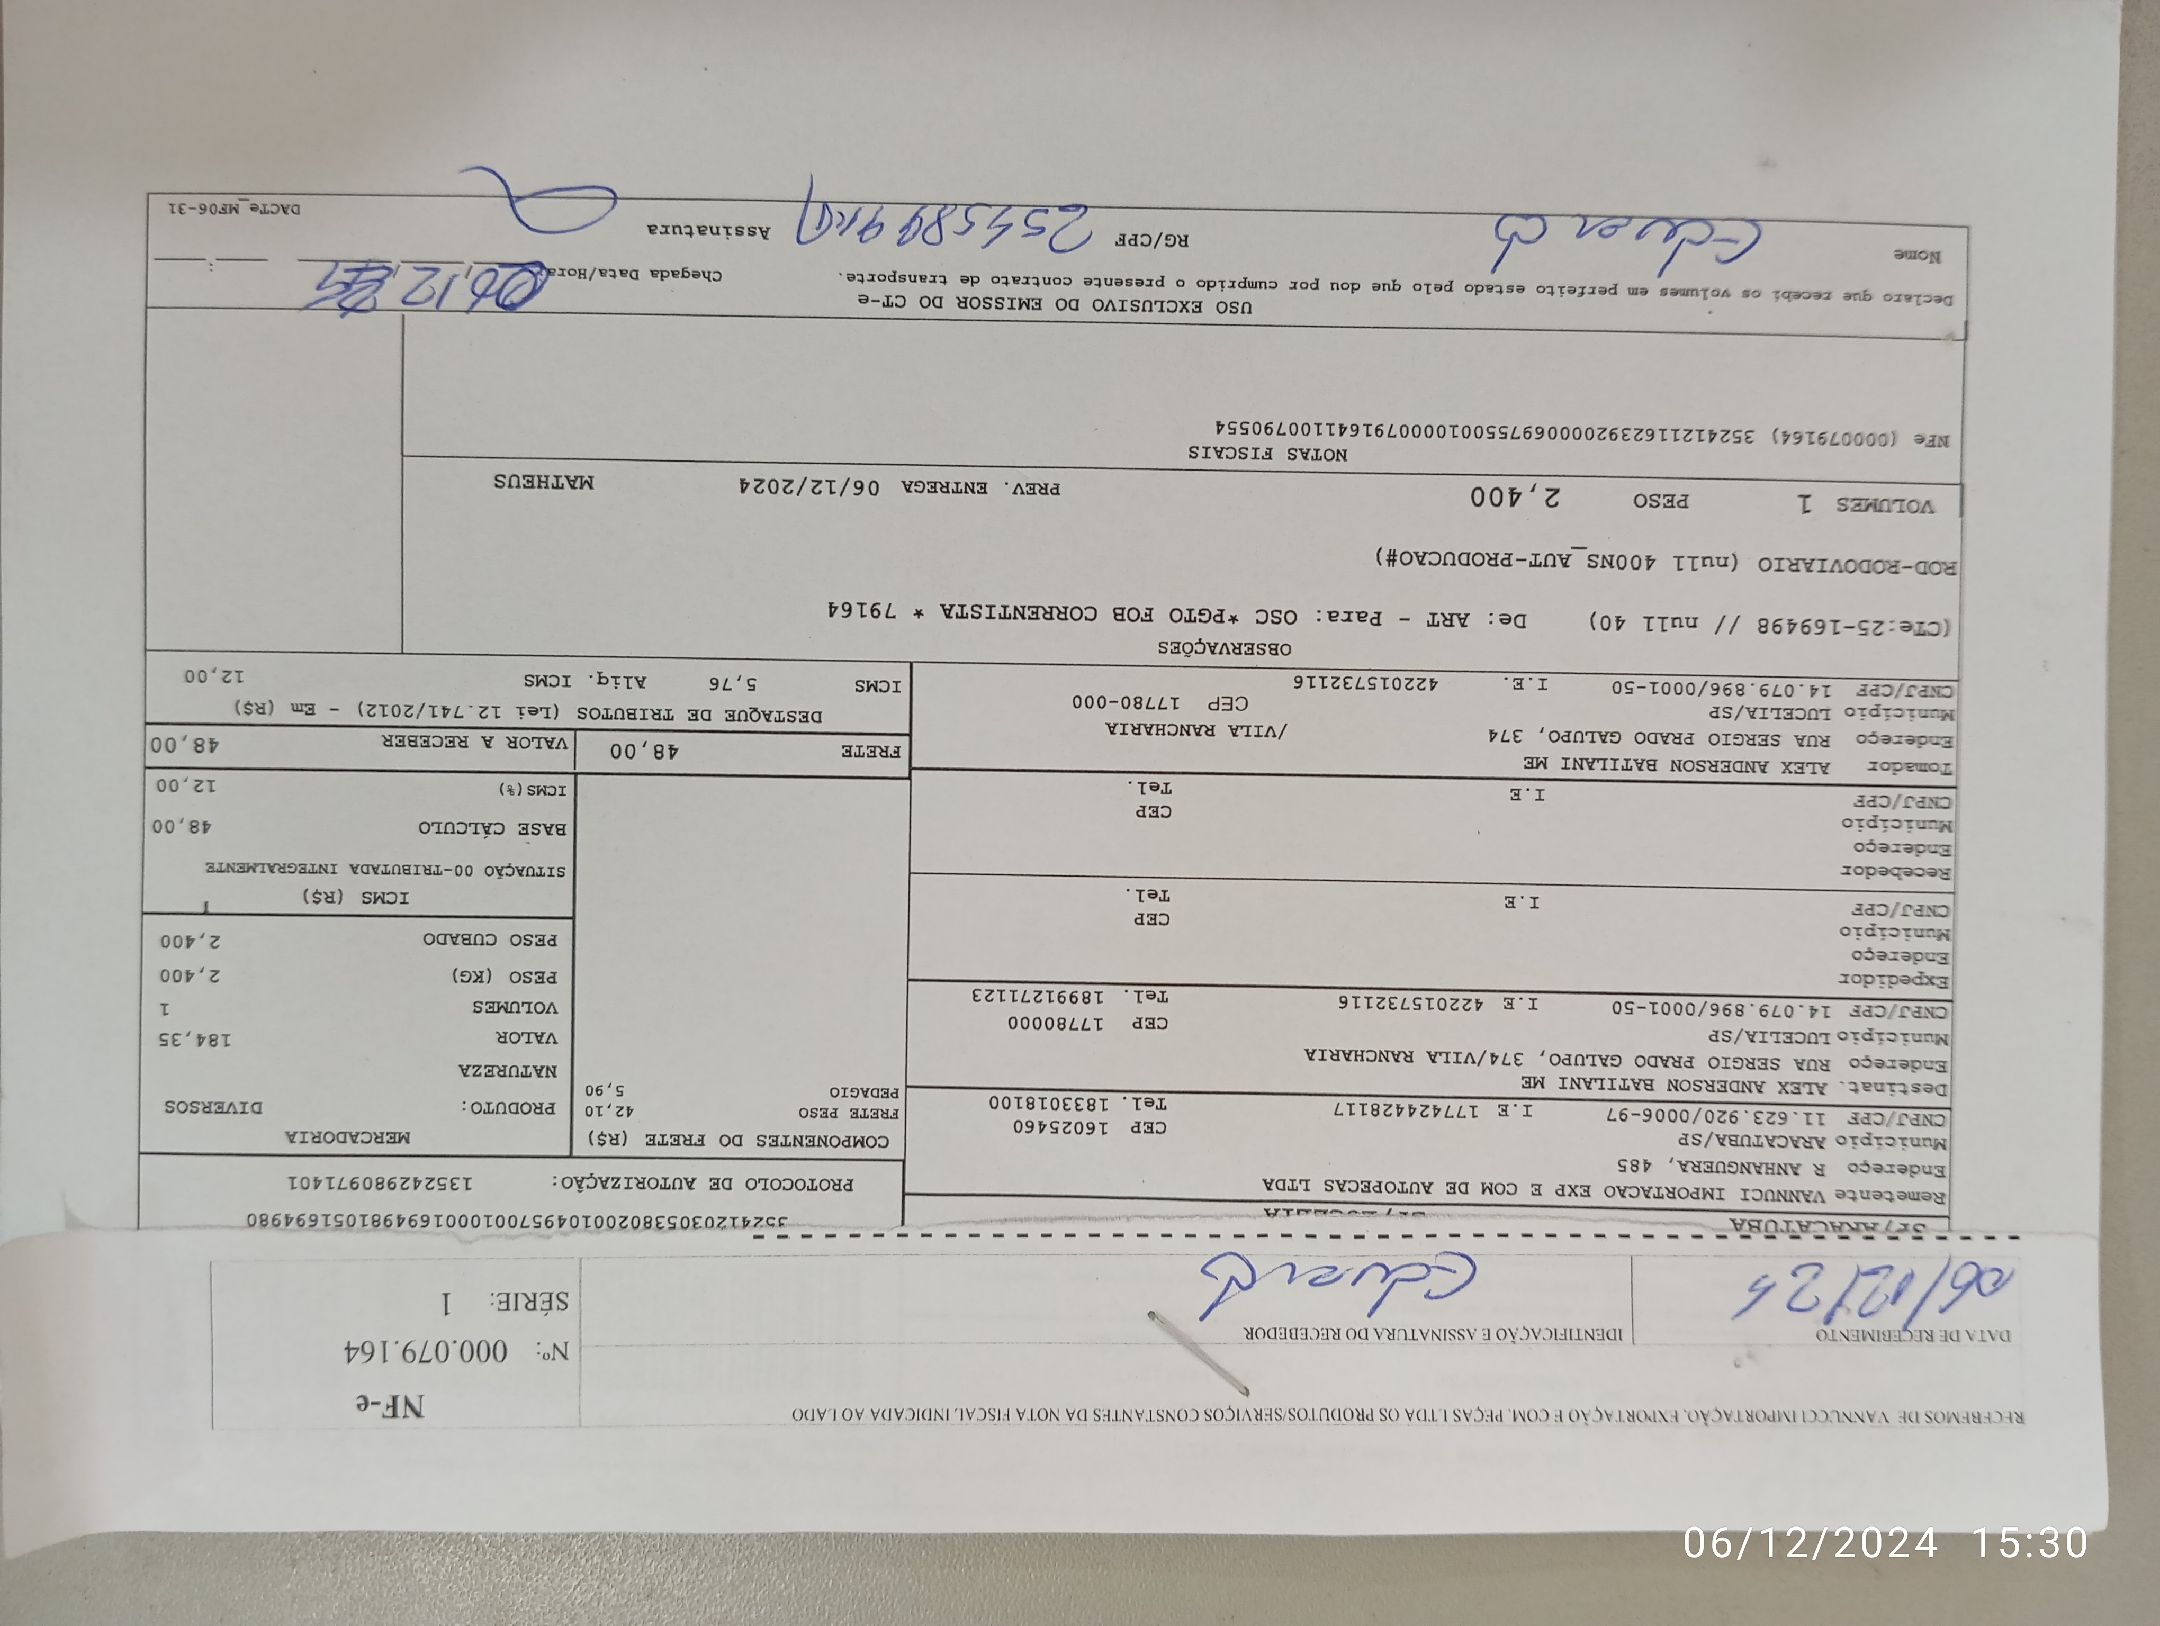 RECEBEMOS DE VANNUCCI IMPORTAÇÃO, EXPORTAÇÃO E COM. PEÇAS LTDA OS PRODUTOS/SERVIÇOS CONSTANTES DA NOTA FISCAL INDICADA AO LADO
NF-e
Nº: 000.079.164
SÉRIE: 1
DATA DE RECEBIMENTO
06/12/24
IDENTIFICAÇÃO E ASSINATURA DO RECEBEDOR
SP/ARACATUBA
35241203053802001049570010001694981051694980
PROTOCOLO DE AUTORIZAÇÃO: 135242980971401
Remetente VANNUCI IMPORTACAO EXP E COM DE AUTOPECAS LTDA
Endereço R ANHANGUERA, 485
Município ARACATUBA/SP CEP 16025460
CNPJ/CPF 11.623.920/0006-97 I.E 177424428117 Tel. 1833018100
Destinat. ALEX ANDERSON BATILANI ME
Endereço RUA SERGIO PRADO GALUPO, 374/VILA RANCHARIA
Município LUCELIA/SP CEP 17780000
CNPJ/CPF 14.079.896/0001-50 I.E 42201573​2116 Tel. 18991271123
Expedidor
Endereço
Município CEP
CNPJ/CPF I.E Tel.
Recebedor
Endereço
Município CEP
CNPJ/CPF I.E Tel.
Tomador ALEX ANDERSON BATILANI ME
Endereço RUA SERGIO PRADO GALUPO, 374 /VILA RANCHARIA
Município LUCELIA/SP CEP 17780-000
CNPJ/CPF 14.079.896/0001-50 I.E. 422015732116
COMPONENTES DO FRETE (R$)
FRETE PESO 42,10
PEDAGIO 5,90
MERCADORIA
PRODUTO: DIVERSOS
NATUREZA
VALOR 184,35
VOLUMES 1
PESO (KG) 2,400
PESO CUBADO 2,400
ICMS (R$)
SITUAÇÃO 00-TRIBUTADA INTEGRALMENTE
BASE CÁLCULO 48,00
ICMS(%) 12,00
FRETE 48,00 VALOR A RECEBER 48,00
DESTAQUE DE TRIBUTOS (Lei 12.741/2012) - Em (R$)
ICMS 5,76 Aliq. ICMS 12,00
OBSERVAÇÕES
(CTe:25-169498 // null 40) De: ART - Para: OSC *PGTO FOB CORRENTISTA * 79164
ROD-RODOVIARIO (null 400NS_AUT-PRODUCAO#)
VOLUMES 1 PESO 2,400 PREV. ENTREGA 06/12/2024 MATHEUS
NOTAS FISCAIS
NFe (000079164) 35241211623920000697550010000791641100790554
USO EXCLUSIVO DO EMISSOR DO CT-e
Declaro que recebi os volumes em perfeito estado pelo que dou por cumprido o presente contrato de transporte. Chegada Data/Hora
Nome RG/CPF Assinatura
DACTe_MF06-31
06/12/2024 15:30